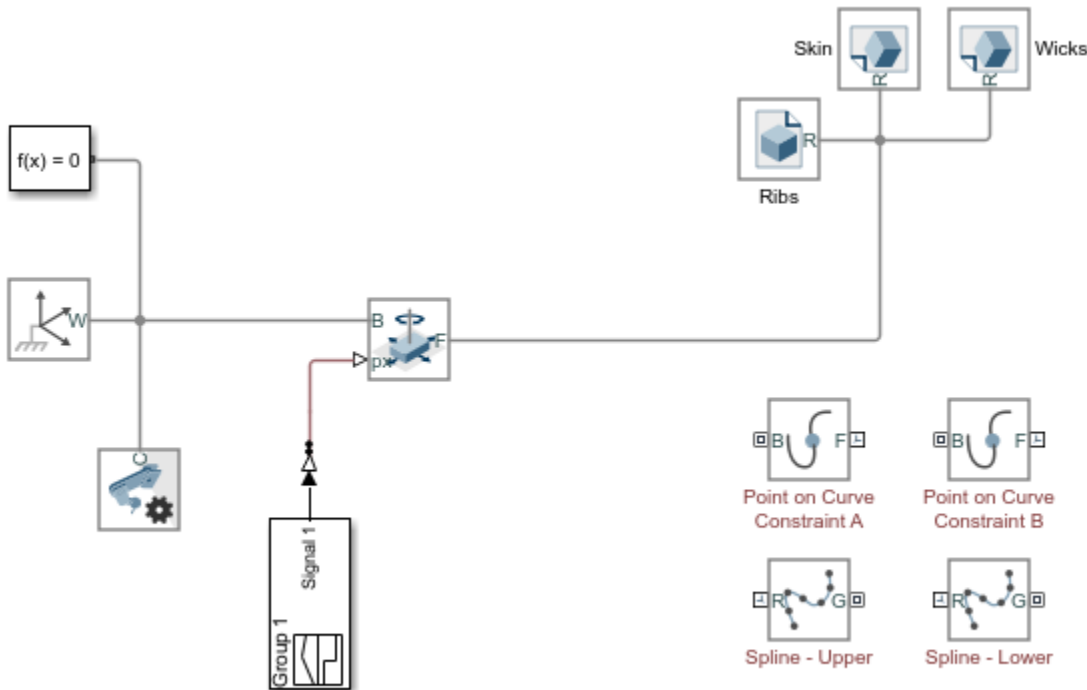 Skin
R
Wicks
R
f(x) = 0
R
Ribs
W
B
F
px
C
B F
B F
Point on Curve
Constraint A
Point on Curve
Constraint B
Signal 1
Group 1
R G
R G
Spline - Upper
Spline - Lower